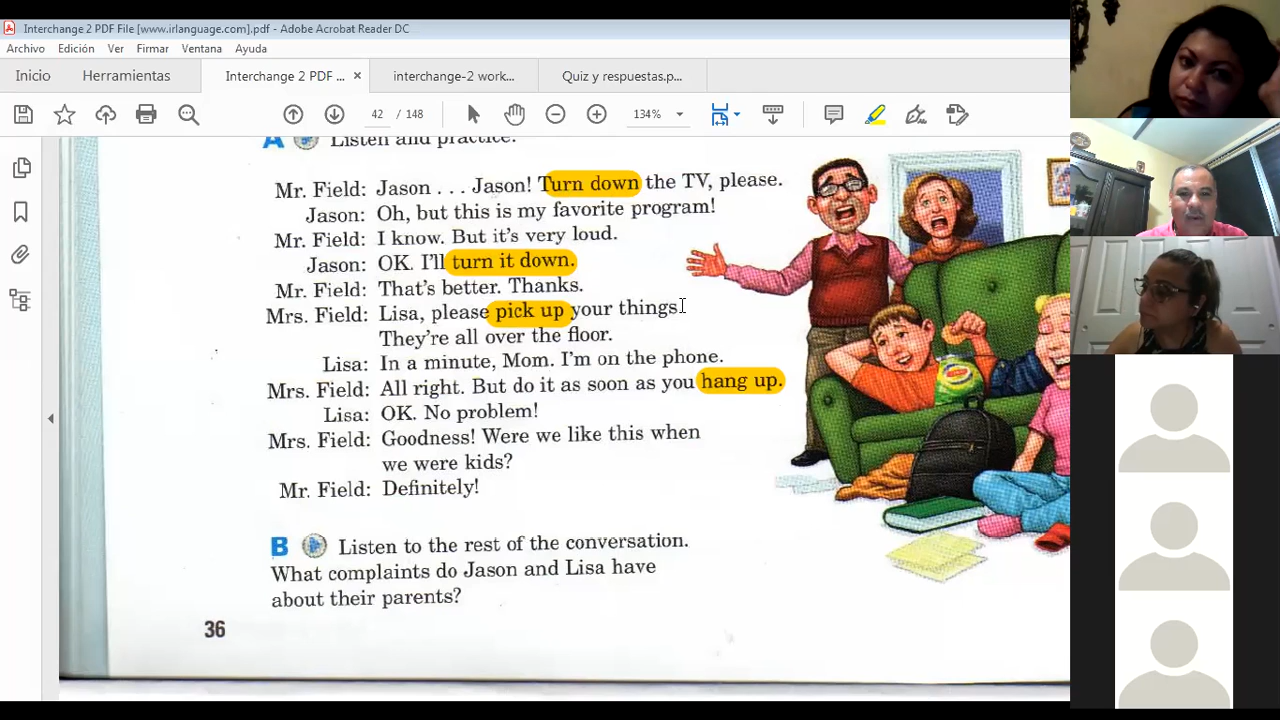 Interchange 2 PDF File [www.irlanguage.com].pdf - Adobe Acrobat Reader DC
Archivo Edición Ver Firmar Ventana Ayuda
Inicio Herramientas Interchange 2 PDF ... × interchange-2 work... Quiz y respuestas.p...
42 / 148 134%
A Listen and practice.
Mr. Field: Jason . . . Jason! Turn down the TV, please.
Jason: Oh, but this is my favorite program!
Mr. Field: I know. But it's very loud.
Jason: OK. I'll turn it down.
Mr. Field: That's better. Thanks.
Mrs. Field: Lisa, please pick up your things.
They're all over the floor.
Lisa: In a minute, Mom. I'm on the phone.
Mrs. Field: All right. But do it as soon as you hang up.
Lisa: OK. No problem!
Mrs. Field: Goodness! Were we like this when
we were kids?
Mr. Field: Definitely!
B Listen to the rest of the conversation.
What complaints do Jason and Lisa have
about their parents?
36